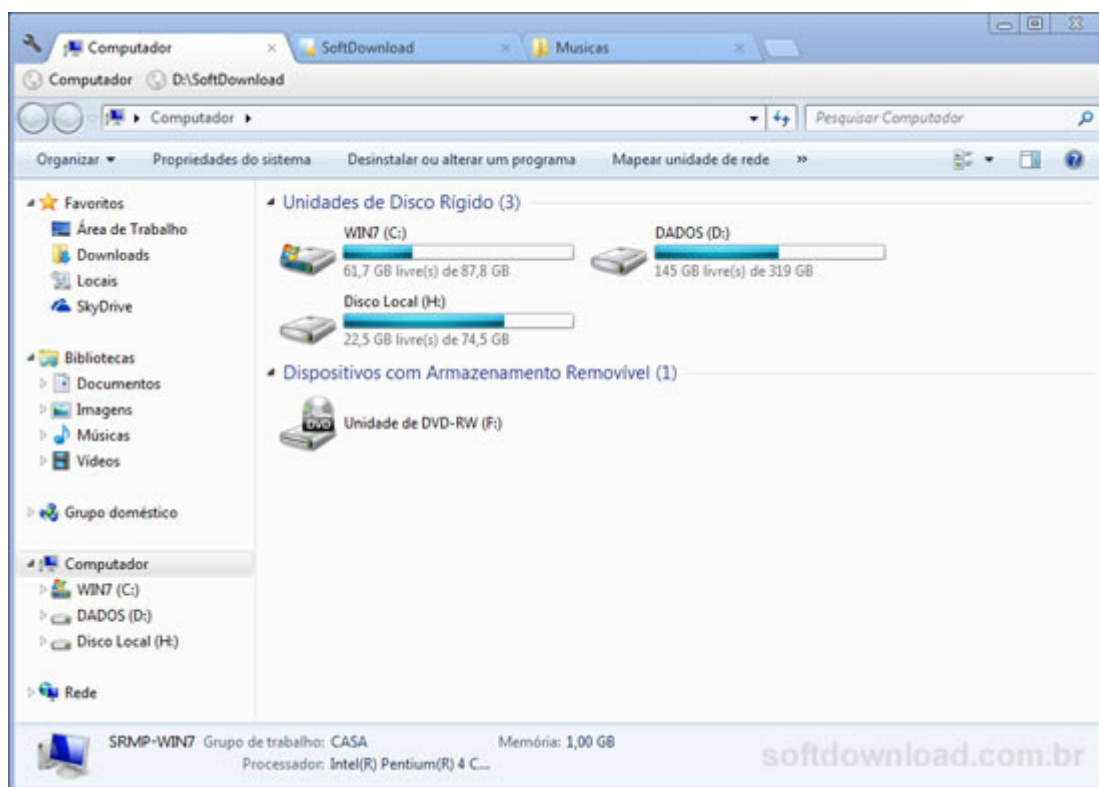 Computador
SoftDownload
Musicas
Computador D:\SoftDownload
Computador
Pesquisar Computador
Organizar Propriedades do sistema Desinstalar ou alterar um programa Mapear unidade de rede »
Favoritos
Área de Trabalho
Downloads
Locais
SkyDrive
Bibliotecas
Documentos
Imagens
Músicas
Vídeos
Grupo doméstico
Computador
WIN7 (C:)
DADOS (D:)
Disco Local (H:)
Rede
Unidades de Disco Rígido (3)
WIN7 (C:)
61,7 GB livre(s) de 87,8 GB
DADOS (D:)
145 GB livre(s) de 319 GB
Disco Local (H:)
22,5 GB livre(s) de 74,5 GB
Dispositivos com Armazenamento Removível (1)
DVD
Unidade de DVD-RW (F:)
SRMP-WIN7 Grupo de trabalho: CASA Memória: 1,00 GB
Processador: Intel(R) Pentium(R) 4 C...
softdownload.com.br